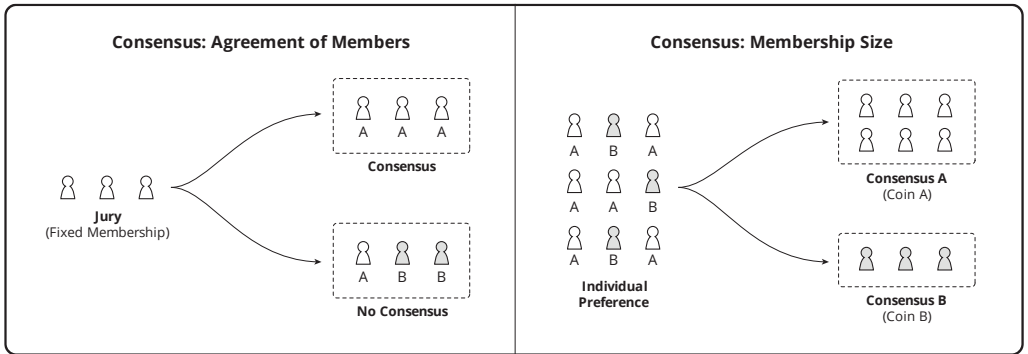 Consensus: Agreement of Members
A A A
Consensus
Jury
(Fixed Membership)
A B B
No Consensus
Consensus: Membership Size
A B A
A A B
A B A
Individual
Preference
Consensus A
(Coin A)
Consensus B
(Coin B)